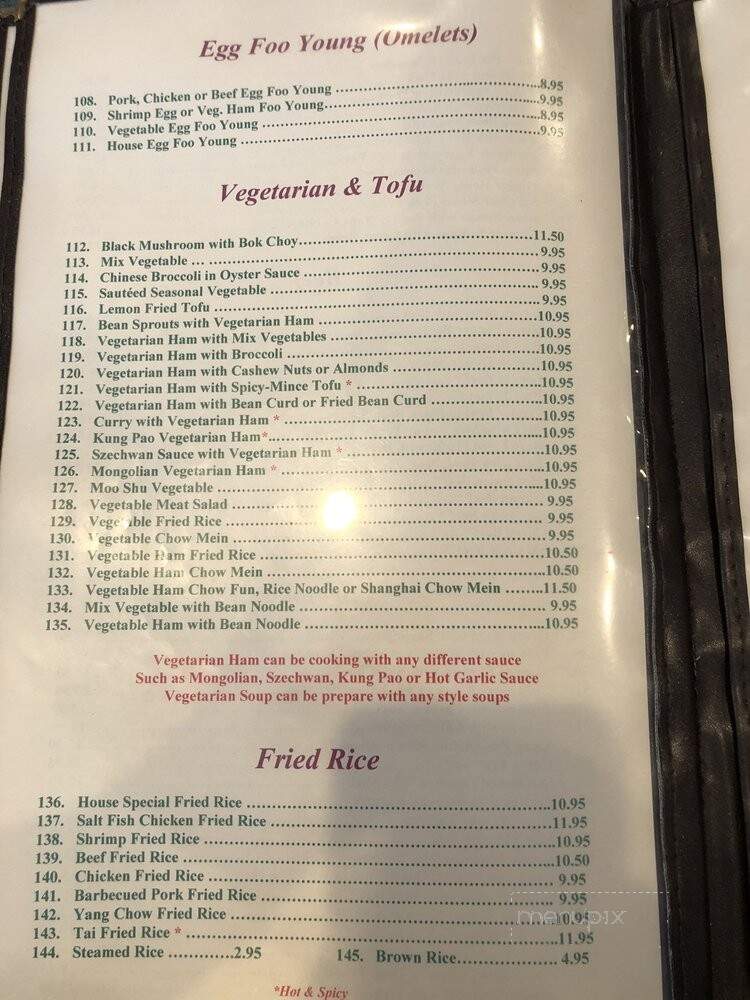 Egg Foo Young (Omelets)
108. Pork, Chicken or Beef Egg Foo Young ..........8.95
109. Shrimp Egg or Veg. Ham Foo Young..........9.95
110. Vegetable Egg Foo Young ..........8.95
111. House Egg Foo Young ..........9.95
Vegetarian & Tofu
112. Black Mushroom with Bok Choy..........11.50
113. Mix Vegetable ... ..........9.95
114. Chinese Broccoli in Oyster Sauce ..........9.95
115. Sautéed Seasonal Vegetable ..........9.95
116. Lemon Fried Tofu ..........9.95
117. Bean Sprouts with Vegetarian Ham ..........10.95
118. Vegetarian Ham with Mix Vegetables ..........10.95
119. Vegetarian Ham with Broccoli ..........10.95
120. Vegetarian Ham with Cashew Nuts or Almonds ..........10.95
121. Vegetarian Ham with Spicy-Mince Tofu * ..........10.95
122. Vegetarian Ham with Bean Curd or Fried Bean Curd ..........10.95
123. Curry with Vegetarian Ham * ..........10.95
124. Kung Pao Vegetarian Ham*..........10.95
125. Szechwan Sauce with Vegetarian Ham * ..........10.95
126. Mongolian Vegetarian Ham * ..........10.95
127. Moo Shu Vegetable ..........10.95
128. Vegetable Meat Salad ..........9.95
129. Vegetable Fried Rice ..........9.95
130. Vegetable Chow Mein ..........9.95
131. Vegetable Ham Fried Rice ..........10.50
132. Vegetable Ham Chow Mein ..........10.50
133. Vegetable Ham Chow Fun, Rice Noodle or Shanghai Chow Mein ........11.50
134. Mix Vegetable with Bean Noodle ..........9.95
135. Vegetable Ham with Bean Noodle ..........10.95
Vegetarian Ham can be cooking with any different sauce
Such as Mongolian, Szechwan, Kung Pao or Hot Garlic Sauce
Vegetarian Soup can be prepare with any style soups
Fried Rice
136. House Special Fried Rice ..........10.95
137. Salt Fish Chicken Fried Rice ..........11.95
138. Shrimp Fried Rice ..........10.95
139. Beef Fried Rice ..........10.50
140. Chicken Fried Rice ..........9.95
141. Barbecued Pork Fried Rice ..........9.95
142. Yang Chow Fried Rice ..........10.95
143. Tai Fried Rice * ..........11.95
144. Steamed Rice .............2.95 145. Brown Rice..........4.95
*Hot & Spicy
menupix